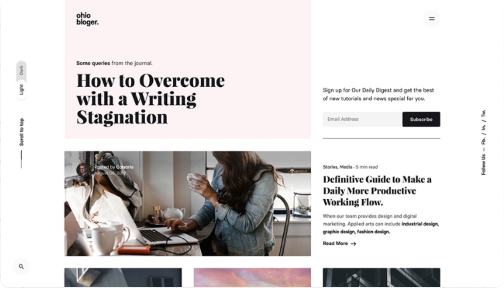 ohio
bloger.
Some queries from the journal.
How to Overcome
with a Writing
Stagnation
Dark
Light
Scroll to top
Sign up for Our Daily Digest and get the best
of new tutorials and news special for you.
Email Address
Subscribe
Follow Us — Fb. / In. / Tw.
Posted by Colabrio
Stories, Media · 5 min read
Definitive Guide to Make a
Daily More Productive
Working Flow.
When our team provides design and digital
marketing. Applied arts can include industrial design,
graphic design, fashion design.
Read More →